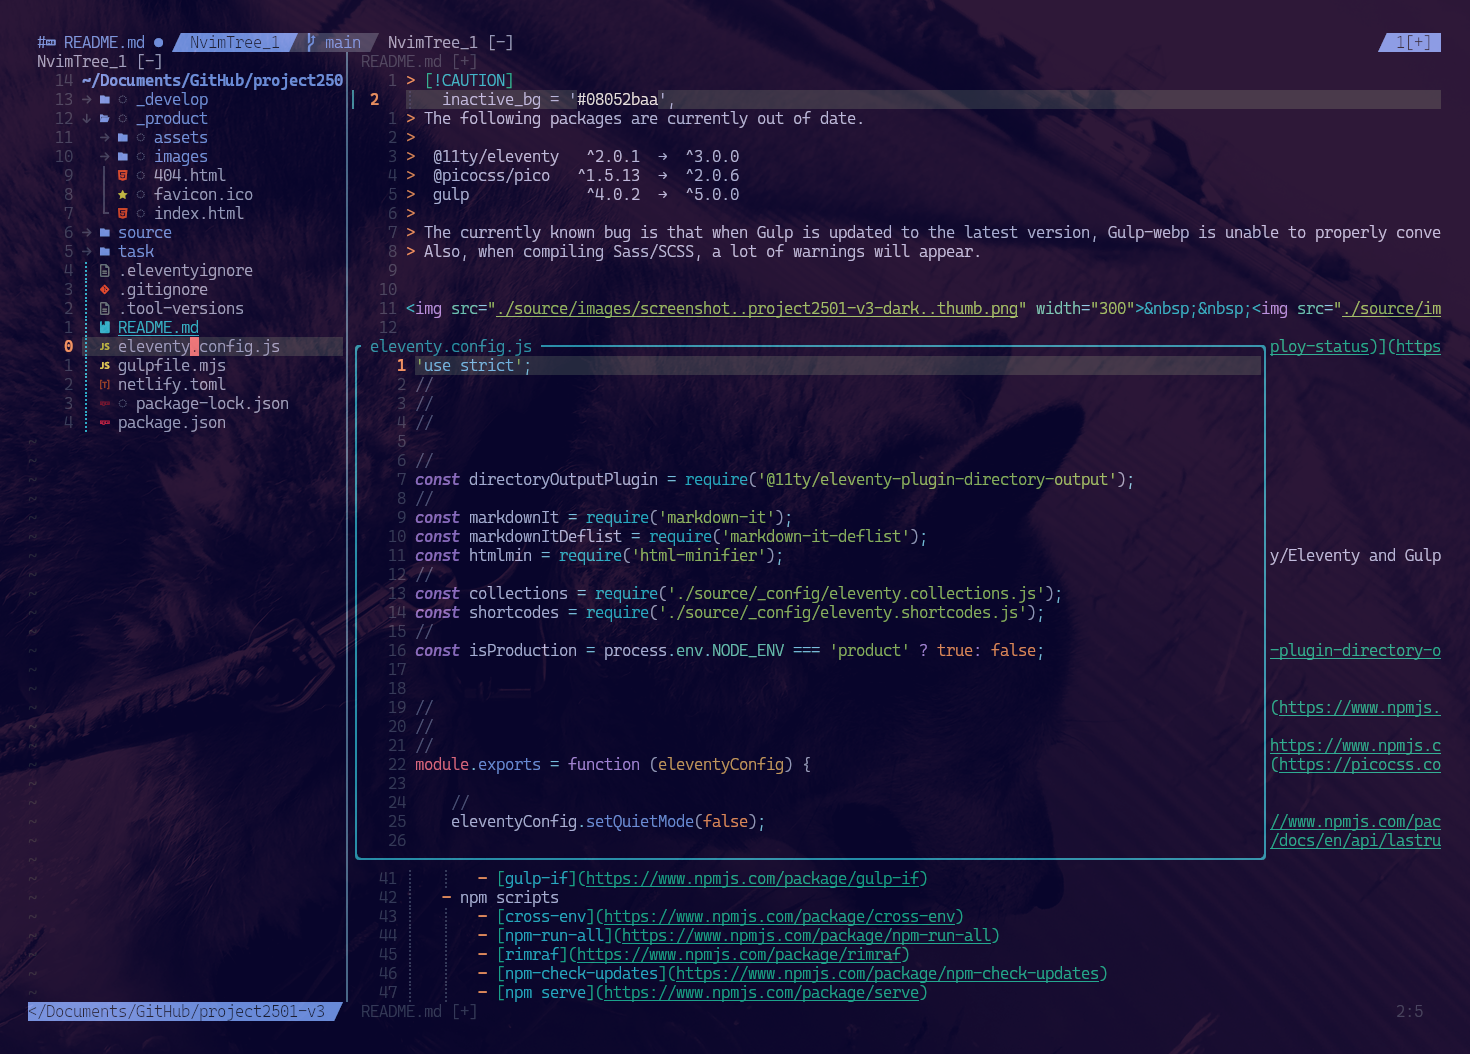 #README.md ● NvimTree_1 main NvimTree_1 [-] 1[+]
NvimTree_1 [-]
14 ~/Documents/GitHub/project250
13 → _develop
12 ↓ _product
11 → assets
10 → images
9 404.html
8 favicon.ico
7 index.html
6 → source
5 → task
4 .eleventyignore
3 .gitignore
2 .tool-versions
1 README.md
0 eleventy.config.js
1 gulpfile.mjs
2 netlify.toml
3 package-lock.json
4 package.json
</Documents/GitHub/project2501-v3
README.md [+]
1 > [!CAUTION]
2 inactive_bg = '#08052baa',
1 > The following packages are currently out of date.
2 >
3 > @11ty/eleventy ^2.0.1 → ^3.0.0
4 > @picocss/pico ^1.5.13 → ^2.0.6
5 > gulp ^4.0.2 → ^5.0.0
6 >
7 > The currently known bug is that when Gulp is updated to the latest version, Gulp-webp is unable to properly conve
8 > Also, when compiling Sass/SCSS, a lot of warnings will appear.
9
10
11 <img src="./source/images/screenshot..project2501-v3-dark..thumb.png" width="300">&nbsp;&nbsp;<img src="./source/im
12
eleventy.config.js
1 'use strict';
2 //
3 //
4 //
5
6 //
7 const directoryOutputPlugin = require('@11ty/eleventy-plugin-directory-output');
8 //
9 const markdownIt = require('markdown-it');
10 const markdownItDeflist = require('markdown-it-deflist');
11 const htmlmin = require('html-minifier');
12 //
13 const collections = require('./source/_config/eleventy.collections.js');
14 const shortcodes = require('./source/_config/eleventy.shortcodes.js');
15 //
16 const isProduction = process.env.NODE_ENV === 'product' ? true: false;
17
18
19 //
20 //
21 //
22 module.exports = function (eleventyConfig) {
23
24 //
25 eleventyConfig.setQuietMode(false);
26
ploy-status)](https
y/Eleventy and Gulp
-plugin-directory-o
(https://www.npmjs.
https://www.npmjs.c
(https://picocss.co
//www.npmjs.com/pac
/docs/en/api/lastru
41 - [gulp-if](https://www.npmjs.com/package/gulp-if)
42 - npm scripts
43 - [cross-env](https://www.npmjs.com/package/cross-env)
44 - [npm-run-all](https://www.npmjs.com/package/npm-run-all)
45 - [rimraf](https://www.npmjs.com/package/rimraf)
46 - [npm-check-updates](https://www.npmjs.com/package/npm-check-updates)
47 - [npm serve](https://www.npmjs.com/package/serve)
README.md [+] 2:5